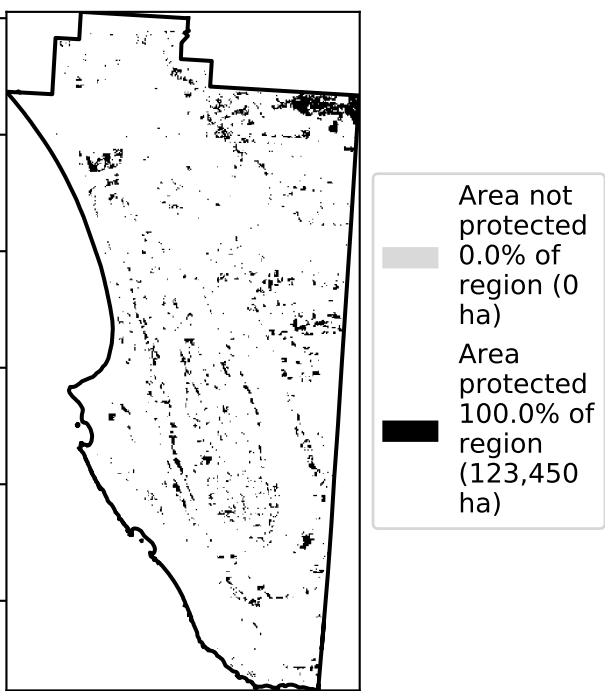 Area not
protected
0.0% of
region (0
ha)
Area
protected
100.0% of
region
(123,450
ha)